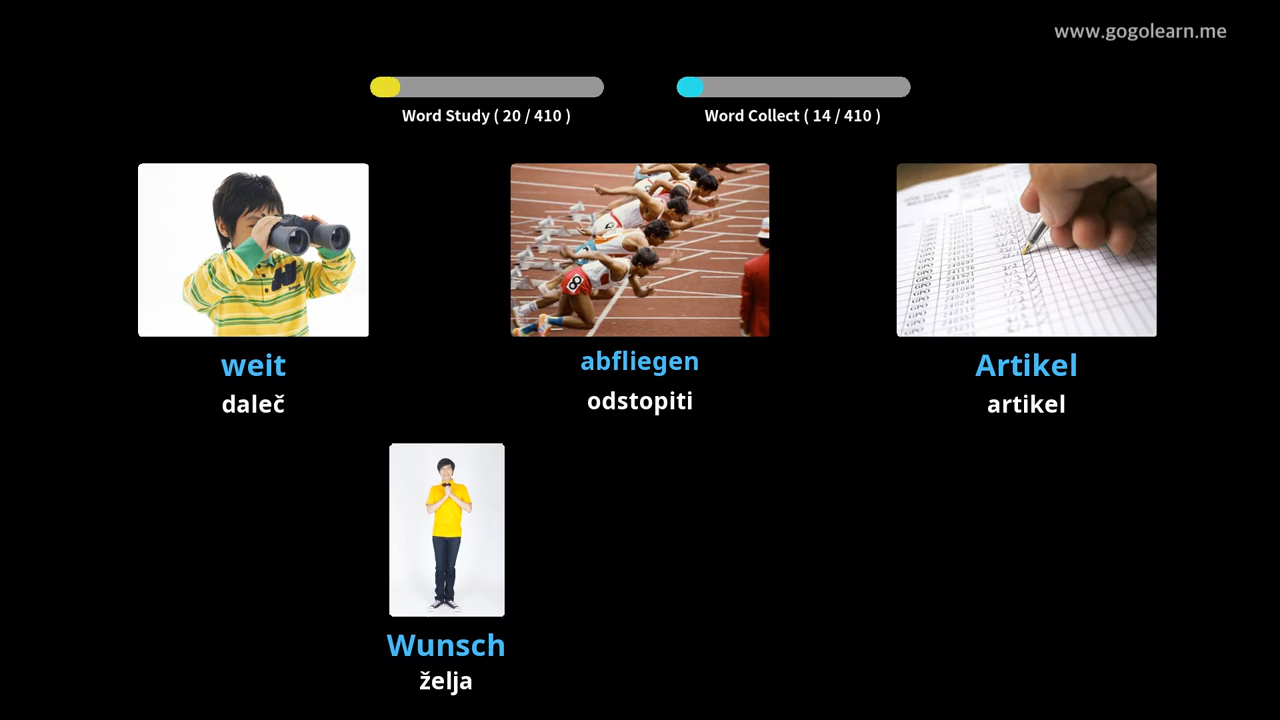 www.gogolearn.me
Word Study ( 20 / 410 )
Word Collect ( 14 / 410 )
weit
daleč
abfliegen
odstopiti
Artikel
artikel
Wunsch
želja